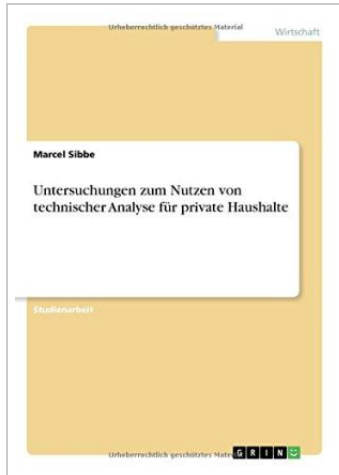 Urheberrechtlich geschütztes Material
Wirtschaft
Marcel Sibbe
Untersuchungen zum Nutzen von
technischer Analyse für private Haushalte
Studienarbeit
Urheberrechtlich geschütztes Mater
GRIN